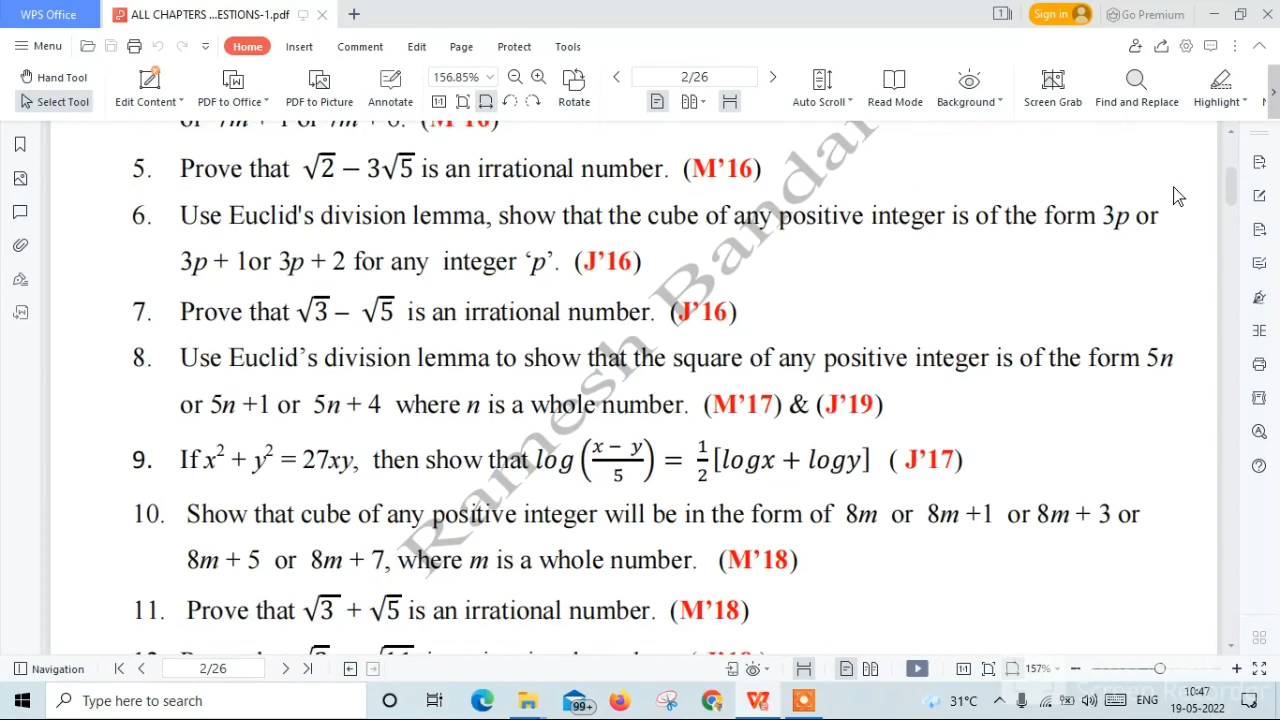 WPS Office
ALL CHAPTERS ...ESTIONS-1.pdf
Sign in
Go Premium
Menu
Home
Insert
Comment
Edit
Page
Protect
Tools
Hand Tool
Select Tool
Edit Content
PDF to Office
PDF to Picture
Annotate
156.85%
Rotate
2/26
Auto Scroll
Read Mode
Background
Screen Grab
Find and Replace
Highlight
5. Prove that √2 − 3√5 is an irrational number. (M’16)
6. Use Euclid's division lemma, show that the cube of any positive integer is of the form 3p or
3p + 1or 3p + 2 for any integer ‘p’. (J’16)
7. Prove that √3 – √5 is an irrational number. (J’16)
8. Use Euclid’s division lemma to show that the square of any positive integer is of the form 5n
or 5n +1 or 5n + 4 where n is a whole number. (M’17) & (J’19)
9. If x² + y² = 27xy, then show that log ((x − y)/5) = 1/2 [logx + logy] ( J’17)
10. Show that cube of any positive integer will be in the form of 8m or 8m +1 or 8m + 3 or
8m + 5 or 8m + 7, where m is a whole number. (M’18)
11. Prove that √3 + √5 is an irrational number. (M’18)
Ramesh Bandar
Navigation
2/26
157%
Type here to search
99+
31°C
ENG
10:47
19-05-2022